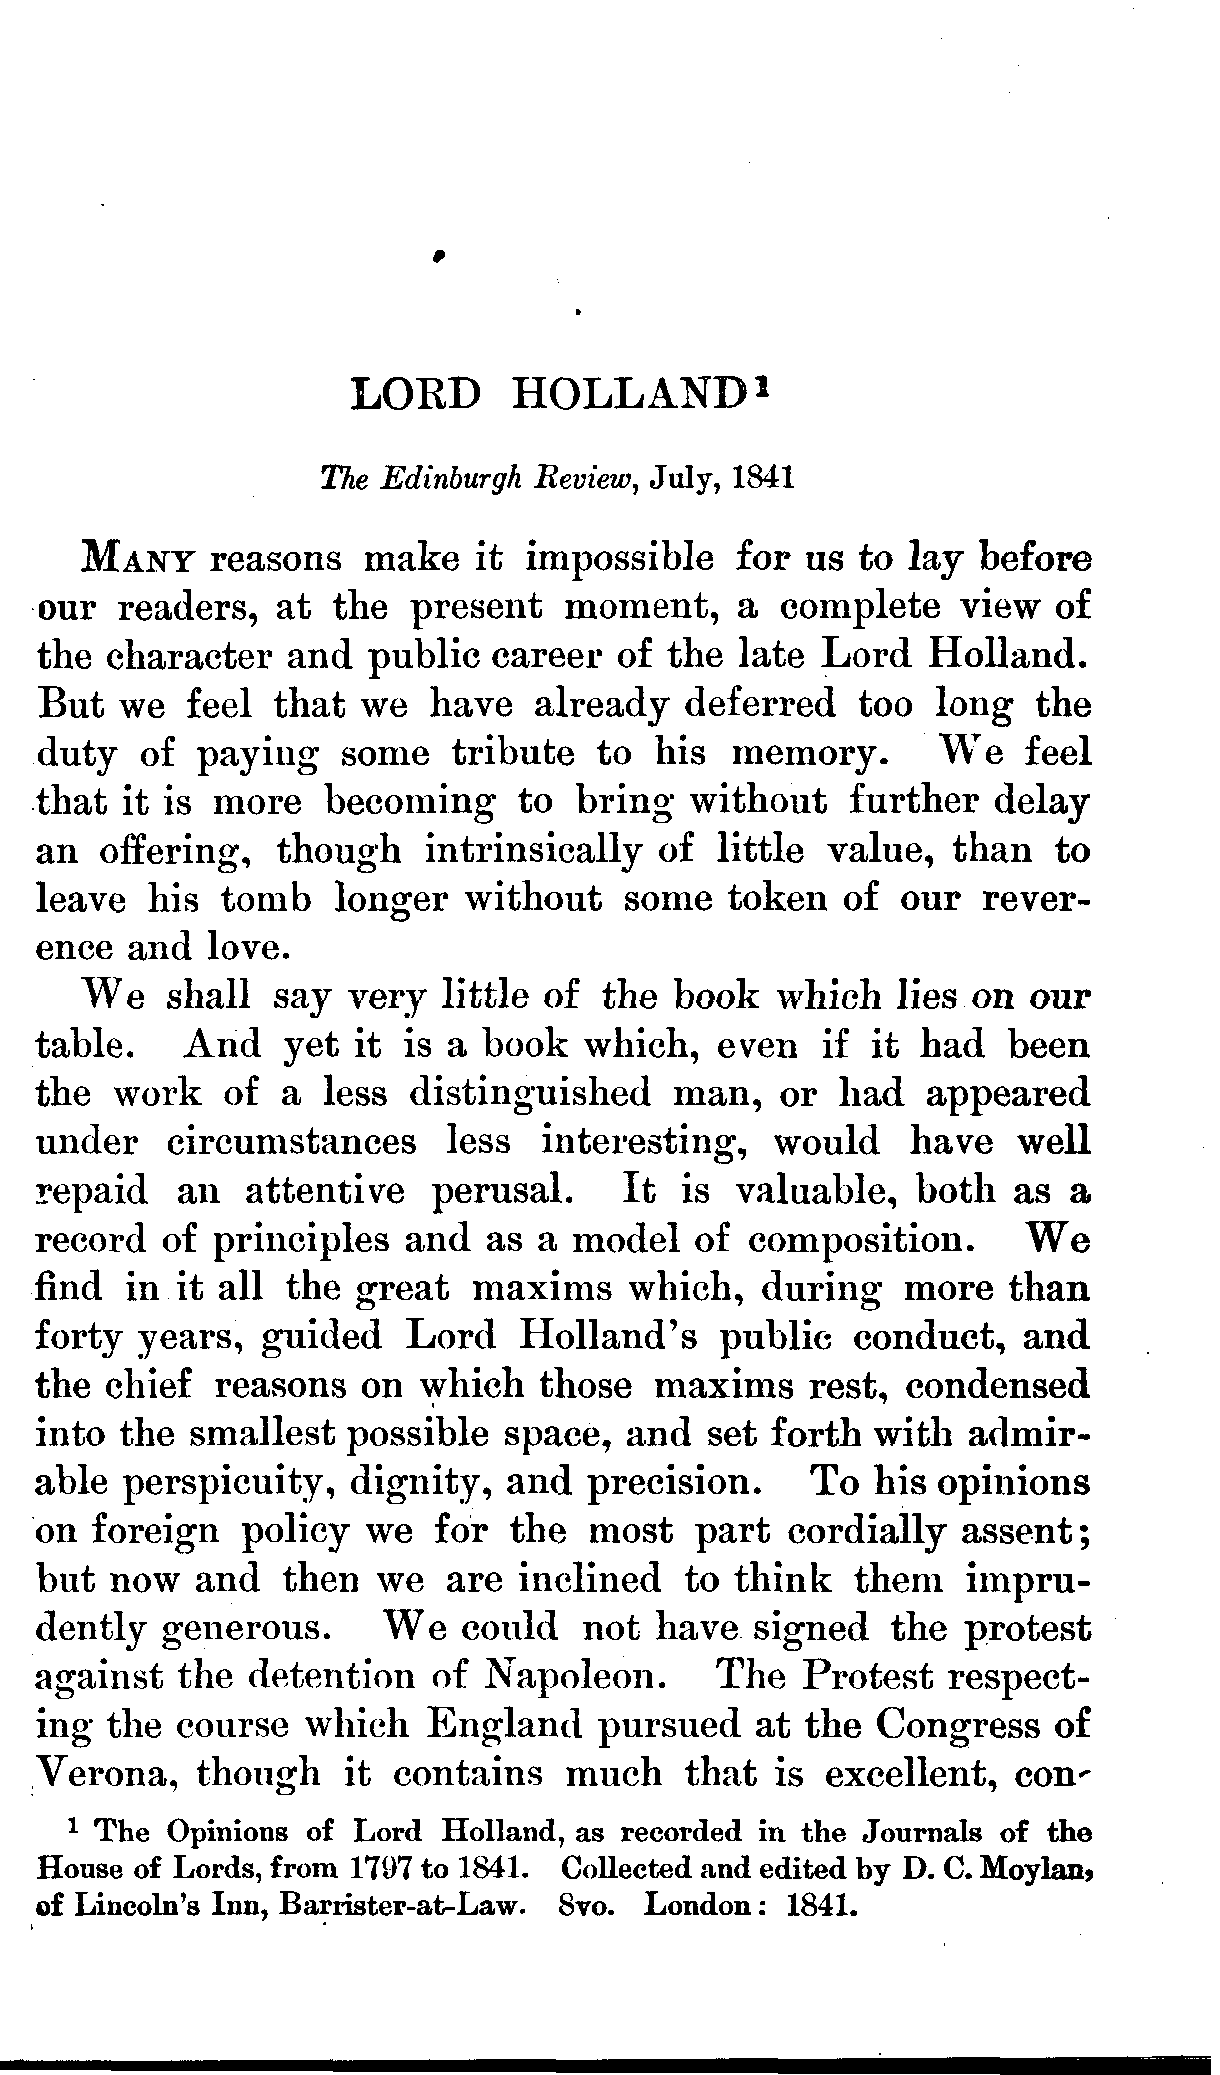 LORD HOLLAND¹
The Edinburgh Review, July, 1841
MANY reasons make it impossible for us to lay before
our readers, at the present moment, a complete view of
the character and public career of the late Lord Holland.
But we feel that we have already deferred too long the
duty of paying some tribute to his memory. We feel
that it is more becoming to bring without further delay
an offering, though intrinsically of little value, than to
leave his tomb longer without some token of our rever-
ence and love.
We shall say very little of the book which lies on our
table. And yet it is a book which, even if it had been
the work of a less distinguished man, or had appeared
under circumstances less interesting, would have well
repaid an attentive perusal. It is valuable, both as a
record of principles and as a model of composition. We
find in it all the great maxims which, during more than
forty years, guided Lord Holland's public conduct, and
the chief reasons on which those maxims rest, condensed
into the smallest possible space, and set forth with admir-
able perspicuity, dignity, and precision. To his opinions
on foreign policy we for the most part cordially assent;
but now and then we are inclined to think them impru-
dently generous. We could not have signed the protest
against the detention of Napoleon. The Protest respect-
ing the course which England pursued at the Congress of
Verona, though it contains much that is excellent, con-
¹ The Opinions of Lord Holland, as recorded in the Journals of the
House of Lords, from 1797 to 1841. Collected and edited by D. C. Moylan,
of Lincoln's Inn, Barrister-at-Law. 8vo. London: 1841.